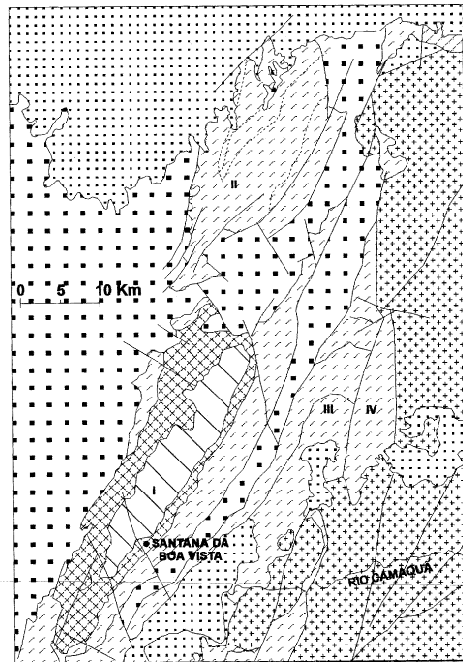 II
0 5 10 Km
III IV
I
SANTANA DA
BOA VISTA
RIO CAMAQUÃ